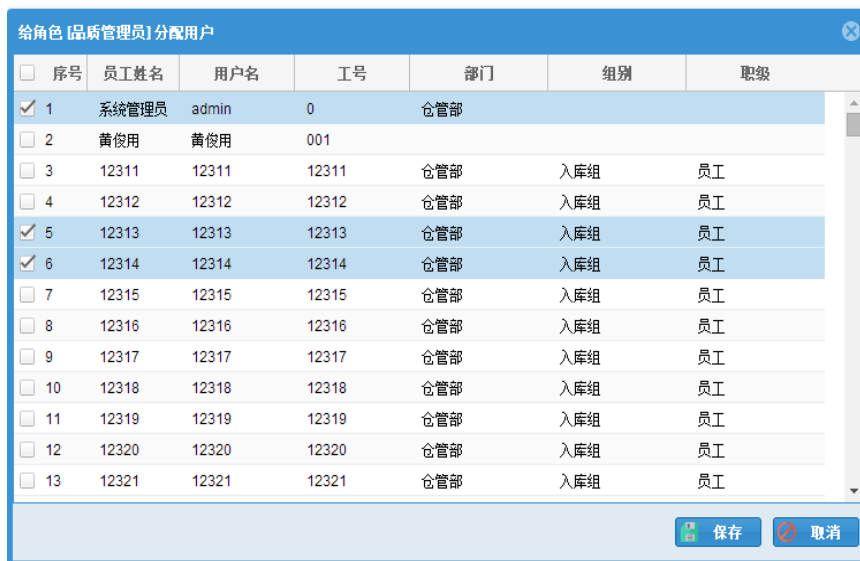 给角色 [品质管理员] 分配用户
序号 员工姓名 用户名 工号 部门 组别 职级
1 系统管理员 admin 0 仓管部
2 黄俊用 黄俊用 001
3 12311 12311 12311 仓管部 入库组 员工
4 12312 12312 12312 仓管部 入库组 员工
5 12313 12313 12313 仓管部 入库组 员工
6 12314 12314 12314 仓管部 入库组 员工
7 12315 12315 12315 仓管部 入库组 员工
8 12316 12316 12316 仓管部 入库组 员工
9 12317 12317 12317 仓管部 入库组 员工
10 12318 12318 12318 仓管部 入库组 员工
11 12319 12319 12319 仓管部 入库组 员工
12 12320 12320 12320 仓管部 入库组 员工
13 12321 12321 12321 仓管部 入库组 员工
保存 取消